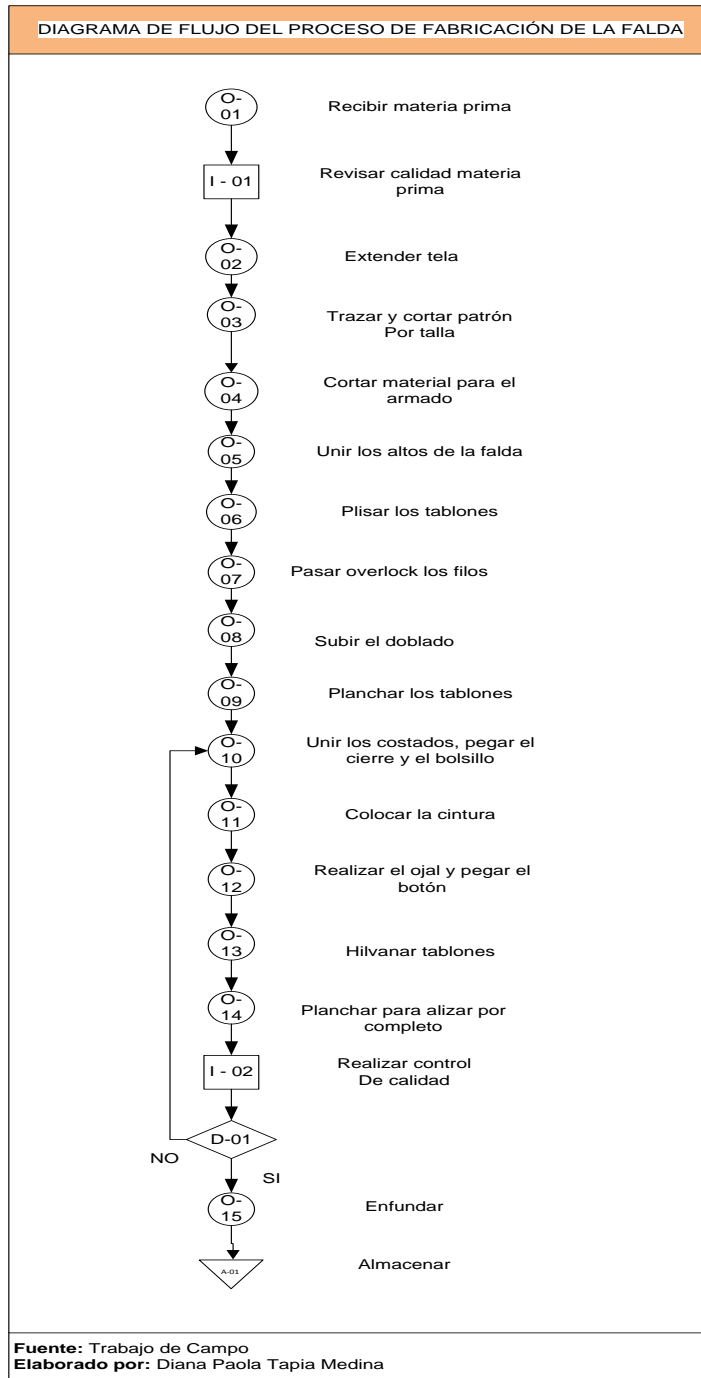 DIAGRAMA DE FLUJO DEL PROCESO DE FABRICACIÓN DE LA FALDA
O-
01
Recibir materia prima
I - 01
Revisar calidad materia
prima
O-
02
Extender tela
O-
03
Trazar y cortar patrón
Por talla
O-
04
Cortar material para el
armado
O-
05
Unir los altos de la falda
O-
06
Plisar los tablones
O-
07
Pasar overlock los filos
O-
08
Subir el doblado
O-
09
Planchar los tablones
O-
10
Unir los costados, pegar el
cierre y el bolsillo
O-
11
Colocar la cintura
O-
12
Realizar el ojal y pegar el
botón
O-
13
Hilvanar tablones
O-
14
Planchar para alizar por
completo
I - 02
Realizar control
De calidad
D-01
NO
SI
O-
15
Enfundar
A-01
Almacenar
Fuente: Trabajo de Campo
Elaborado por: Diana Paola Tapia Medina